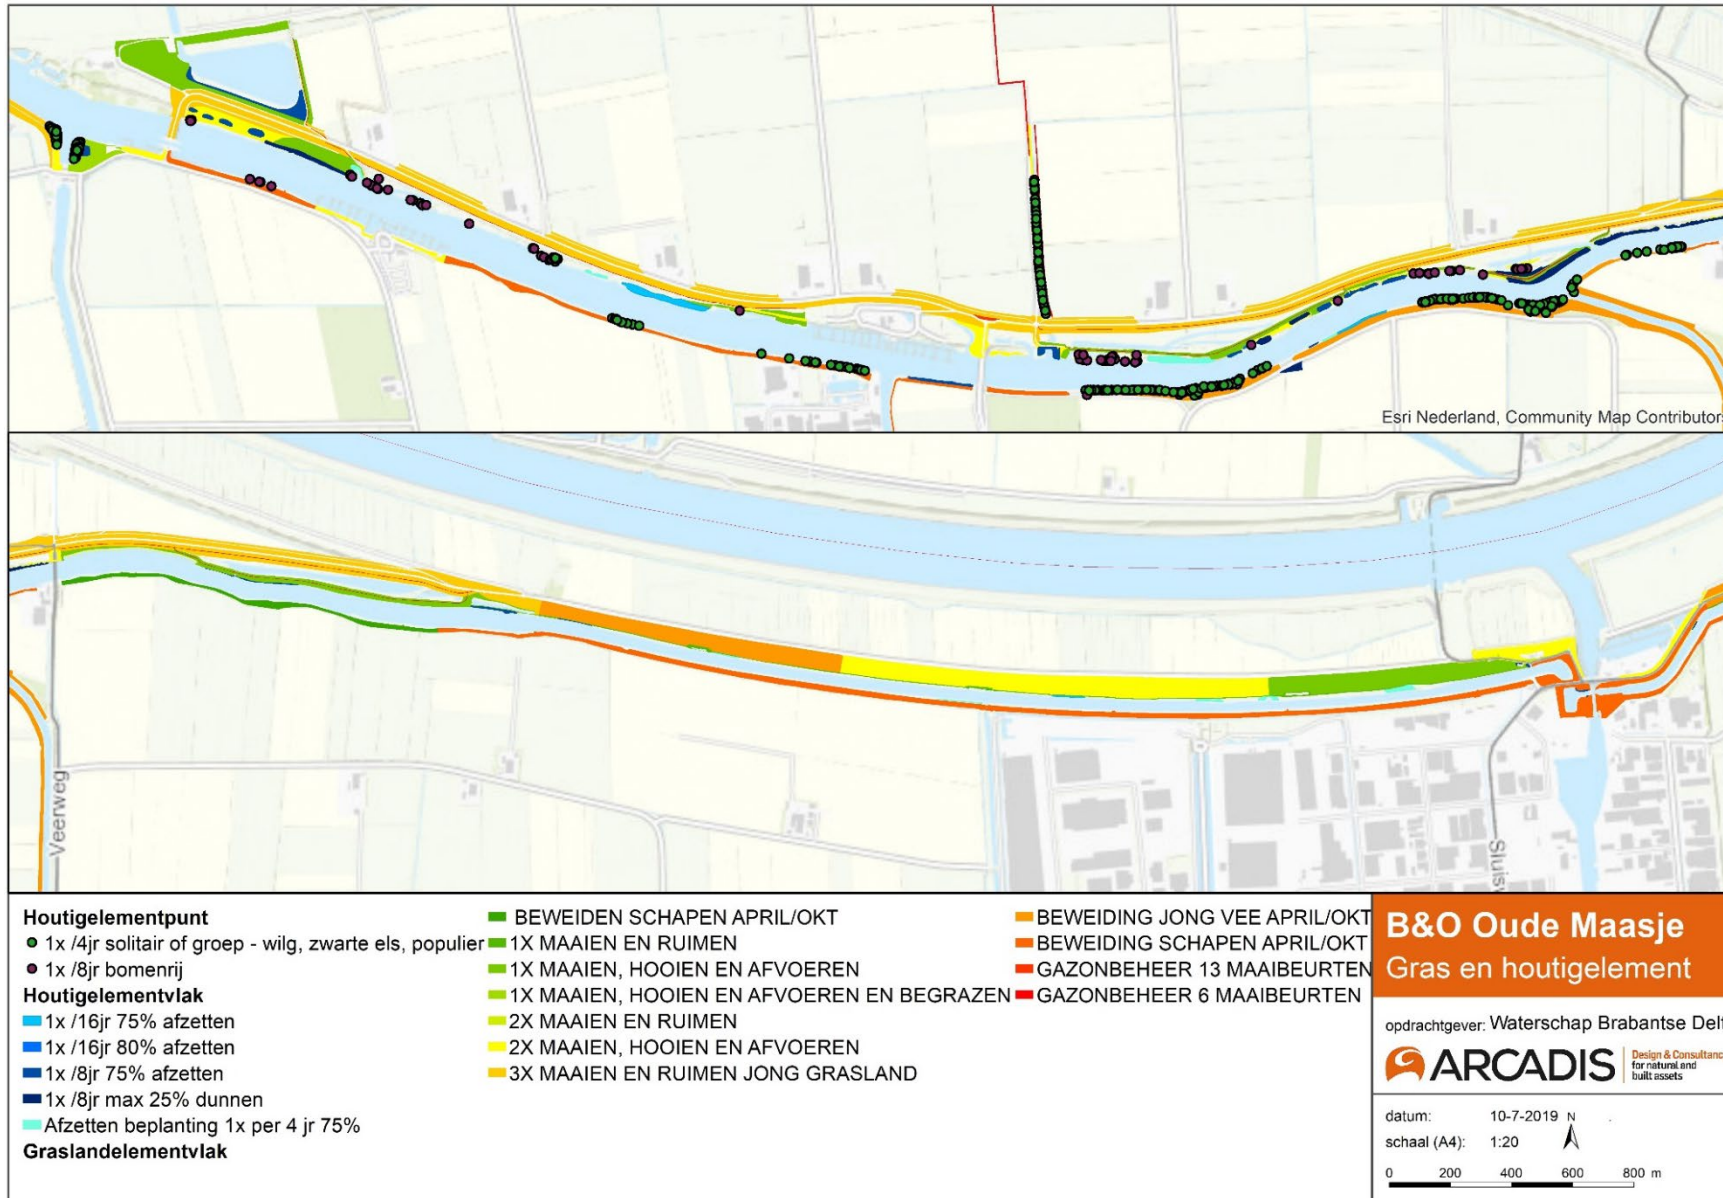 Esri Nederland, Community Map Contributors
Veerweg
Sluisw
Houtigelementpunt
1x /4jr solitair of groep - wilg, zwarte els, populier
1x /8jr bomenrij
Houtigelementvlak
1x /16jr 75% afzetten
1x /16jr 80% afzetten
1x /8jr 75% afzetten
1x /8jr max 25% dunnen
Afzetten beplanting 1x per 4 jr 75%
Graslandelementvlak
BEWEIDEN SCHAPEN APRIL/OKT
1X MAAIEN EN RUIMEN
1X MAAIEN, HOOIEN EN AFVOEREN
1X MAAIEN, HOOIEN EN AFVOEREN EN BEGRAZEN
2X MAAIEN EN RUIMEN
2X MAAIEN, HOOIEN EN AFVOEREN
3X MAAIEN EN RUIMEN JONG GRASLAND
BEWEIDING JONG VEE APRIL/OKT
BEWEIDING SCHAPEN APRIL/OKT
GAZONBEHEER 13 MAAIBEURTEN
GAZONBEHEER 6 MAAIBEURTEN
B&O Oude Maasje
Gras en houtigelement
opdrachtgever: Waterschap Brabantse Delf
ARCADIS
Design & Consultanc
for natural and
built assets
datum: 10-7-2019 N
schaal (A4): 1:20
0 200 400 600 800 m